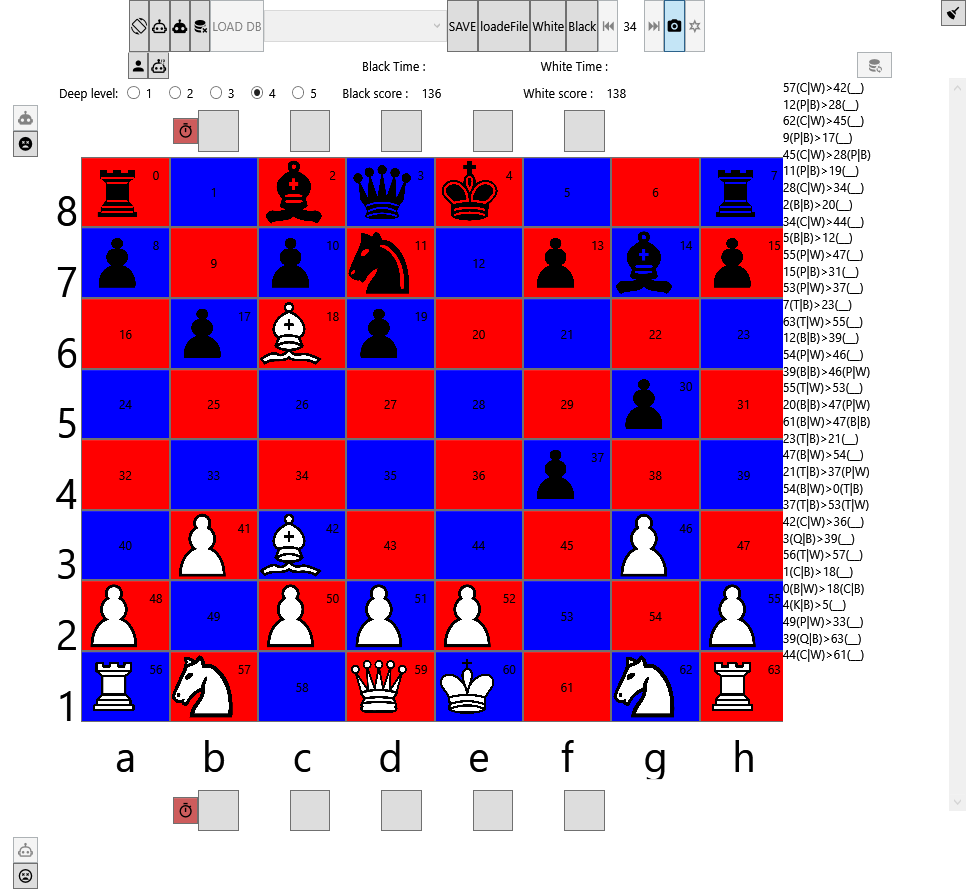 LOAD DB SAVE loadeFile White Black 34
Black Time : White Time :
Deep level: 1 2 3 4 5 Black score : 136 White score : 138
8 0 1 2 3 4 5 6 7
7 8 9 10 11 12 13 14 15
6 16 17 18 19 20 21 22 23
5 24 25 26 27 28 29 30 31
4 32 33 34 35 36 37 38 39
3 40 41 42 43 44 45 46 47
2 48 49 50 51 52 53 54 55
1 56 57 58 59 60 61 62 63
a b c d e f g h
57(C|W)>42(__)
12(P|B)>28(__)
62(C|W)>45(__)
9(P|B)>17(__)
45(C|W)>28(P|B)
11(P|B)>19(__)
28(C|W)>34(__)
2(B|B)>20(__)
34(C|W)>44(__)
5(B|B)>12(__)
55(P|W)>47(__)
15(P|B)>31(__)
53(P|W)>37(__)
7(T|B)>23(__)
63(T|W)>55(__)
12(B|B)>39(__)
54(P|W)>46(__)
39(B|B)>46(P|W)
55(T|W)>53(__)
20(B|B)>47(P|W)
61(B|W)>47(B|B)
23(T|B)>21(__)
47(B|W)>54(__)
21(T|B)>37(P|W)
54(B|W)>0(T|B)
37(T|B)>53(T|W)
42(C|W)>36(__)
3(Q|B)>39(__)
56(T|W)>57(__)
1(C|B)>18(__)
0(B|W)>18(C|B)
4(K|B)>5(__)
49(P|W)>33(__)
39(Q|B)>63(__)
44(C|W)>61(__)